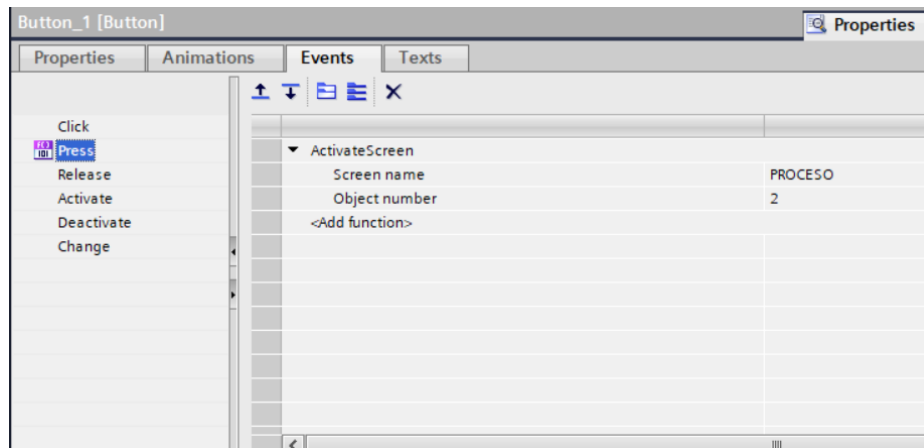 Button_1 [Button]
Properties
Properties Animations Events Texts
Click
Press
Release
Activate
Deactivate
Change
ActivateScreen
Screen name PROCESO
Object number 2
<Add function>